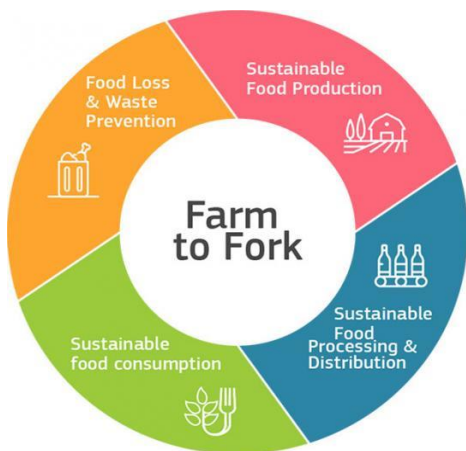 Farm
to Fork
Sustainable
Food Production
Sustainable
Food
Processing &
Distribution
Sustainable
food consumption
Food Loss
& Waste
Prevention